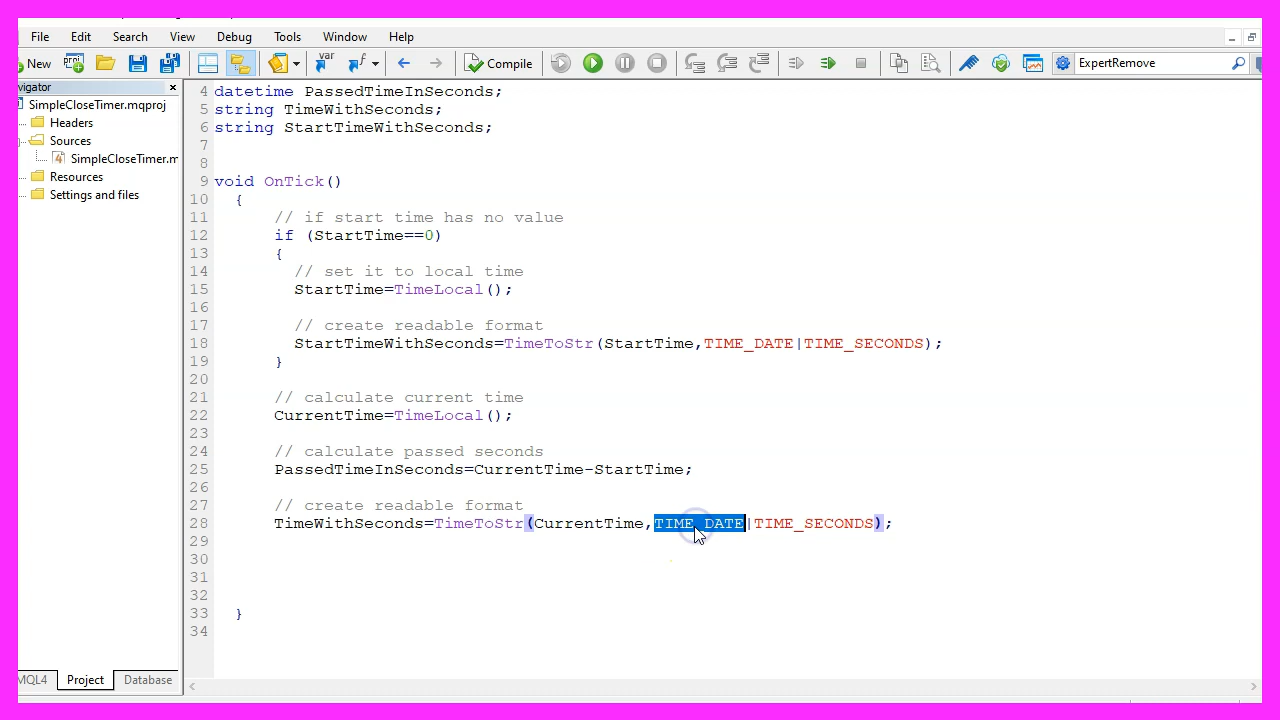 File Edit Search View Debug Tools Window Help
New Compile ExpertRemove
avigator
SimpleCloseTimer.mqproj
Headers
Sources
SimpleCloseTimer.m
Resources
Settings and files
4 datetime PassedTimeInSeconds;
5 string TimeWithSeconds;
6 string StartTimeWithSeconds;
7
8
9 void OnTick()
10 {
11 // if start time has no value
12 if (StartTime==0)
13 {
14 // set it to local time
15 StartTime=TimeLocal();
16
17 // create readable format
18 StartTimeWithSeconds=TimeToStr(StartTime,TIME_DATE|TIME_SECONDS);
19 }
20
21 // calculate current time
22 CurrentTime=TimeLocal();
23
24 // calculate passed seconds
25 PassedTimeInSeconds=CurrentTime-StartTime;
26
27 // create readable format
28 TimeWithSeconds=TimeToStr(CurrentTime,TIME_DATE|TIME_SECONDS);
29
30
31
32
33 }
34
MQL4 Project Database